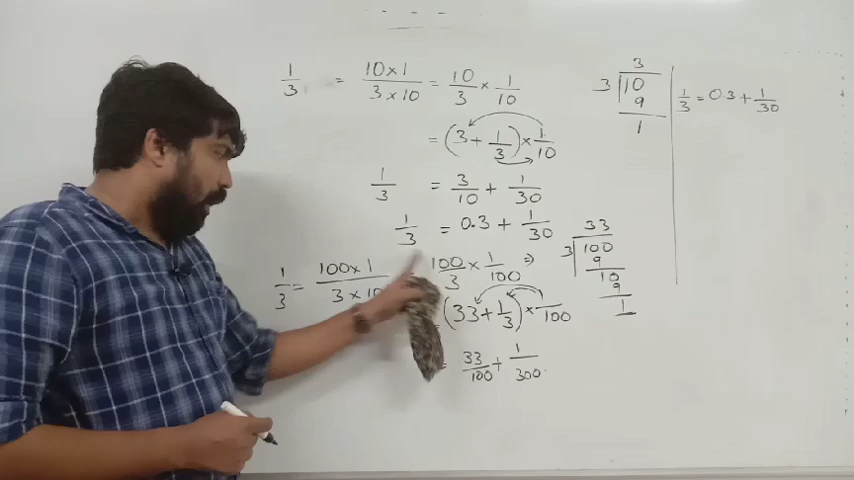 1/3 = 10×1/3×10 = 10/3 × 1/10
= (3 + 1/3) × 1/10
1/3 = 3/10 + 1/30
1/3 = 0.3 + 1/30
1/3 = 100×1/3×10 100/3 × 1/100 ⇒
(33 + 1/3) × 1/100
= 33/100 + 1/300.
3
3 10
9
1
1/3 = 0.3 + 1/30
33
3 100
9
10
9
1